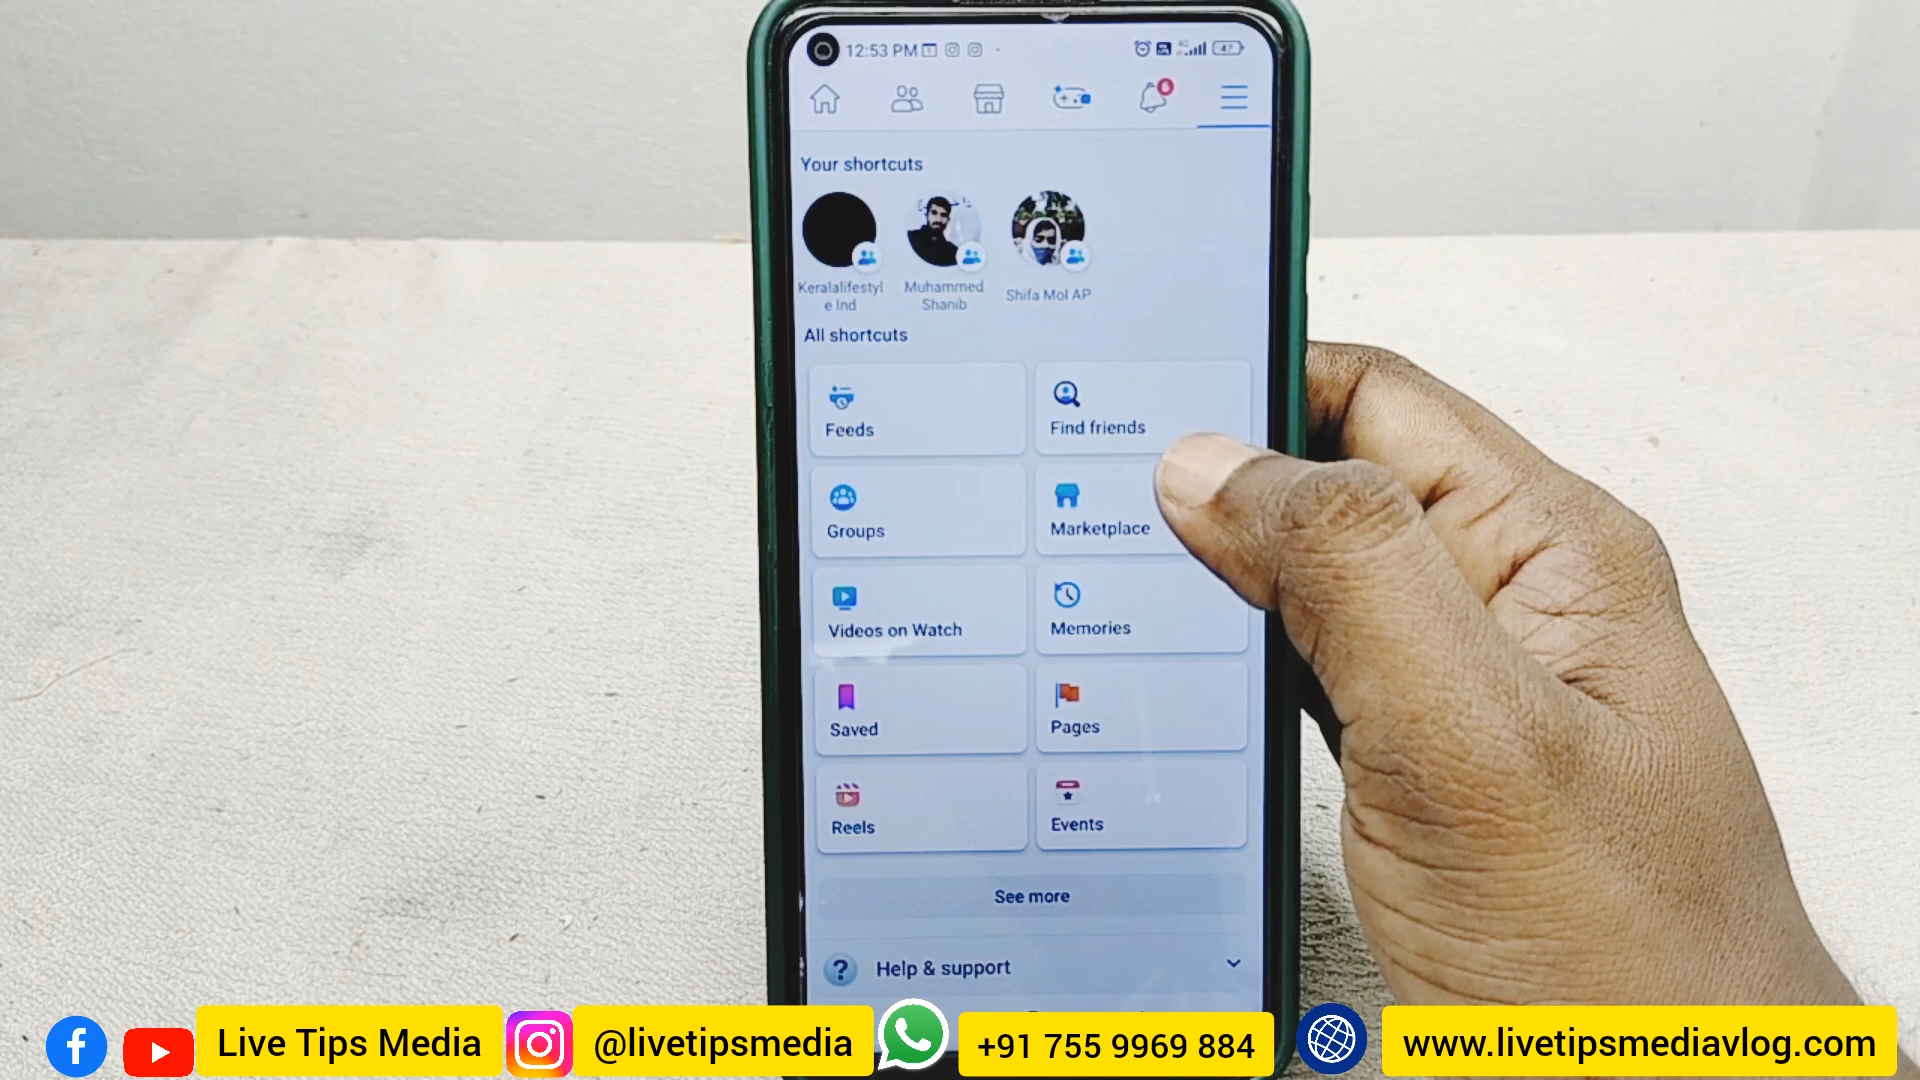 12:53 PM
47
6
Your shortcuts
Keralalifestyl
e Ind
Muhammed
Shanib
Shifa Mol AP
All shortcuts
Feeds
Find friends
Groups
Marketplace
Videos on Watch
Memories
Saved
Pages
Reels
Events
See more
? Help & support
Live Tips Media
@livetipsmedia
+91 755 9969 884
www.livetipsmediavlog.com